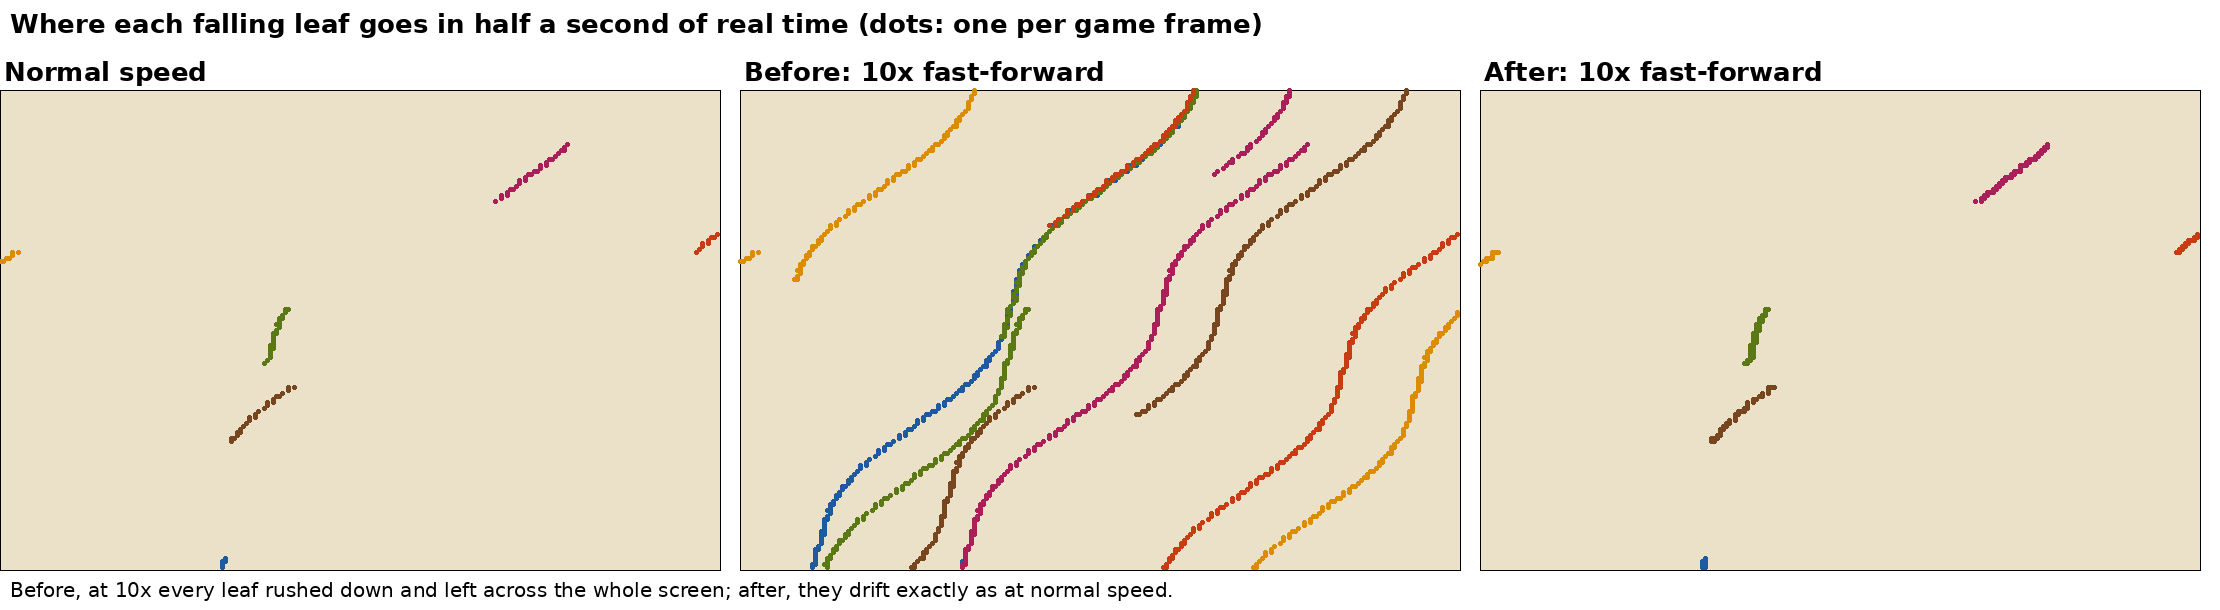 Where each falling leaf goes in half a second of real time (dots: one per game frame)
Normal speed
Before: 10x fast-forward
After: 10x fast-forward
Before, at 10x every leaf rushed down and left across the whole screen; after, they drift exactly as at normal speed.